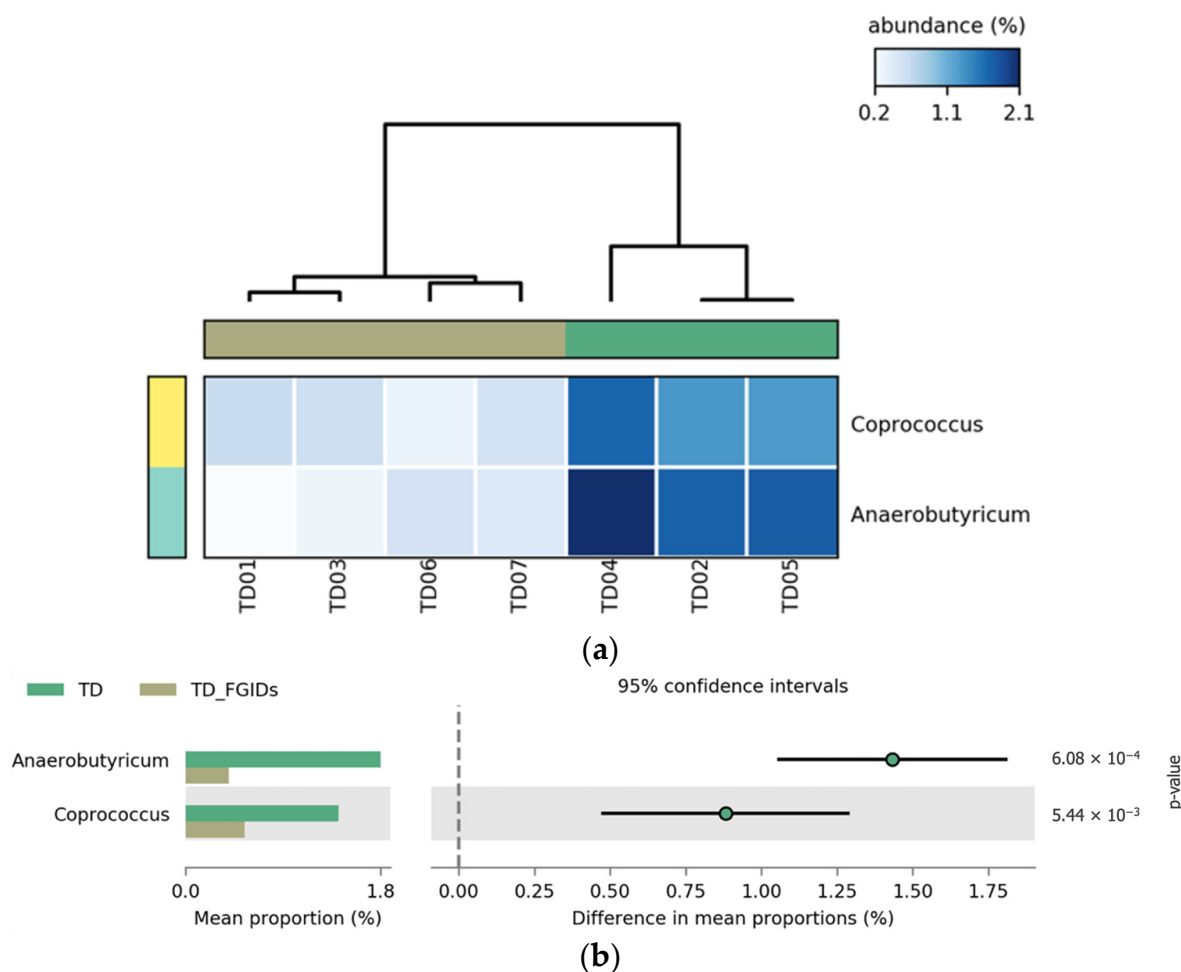 abundance (%)
0.2 1.1 2.1
Coprococcus
Anaerobutyricum
TD01 TD03 TD06 TD07 TD04 TD02 TD05
(a)
TD TD_FGIDs 95% confidence intervals
Anaerobutyricum 6.08 × 10⁻⁴
Coprococcus 5.44 × 10⁻³
p-value
0.0 1.8 0.00 0.25 0.50 0.75 1.00 1.25 1.50 1.75
Mean proportion (%) Difference in mean proportions (%)
(b)